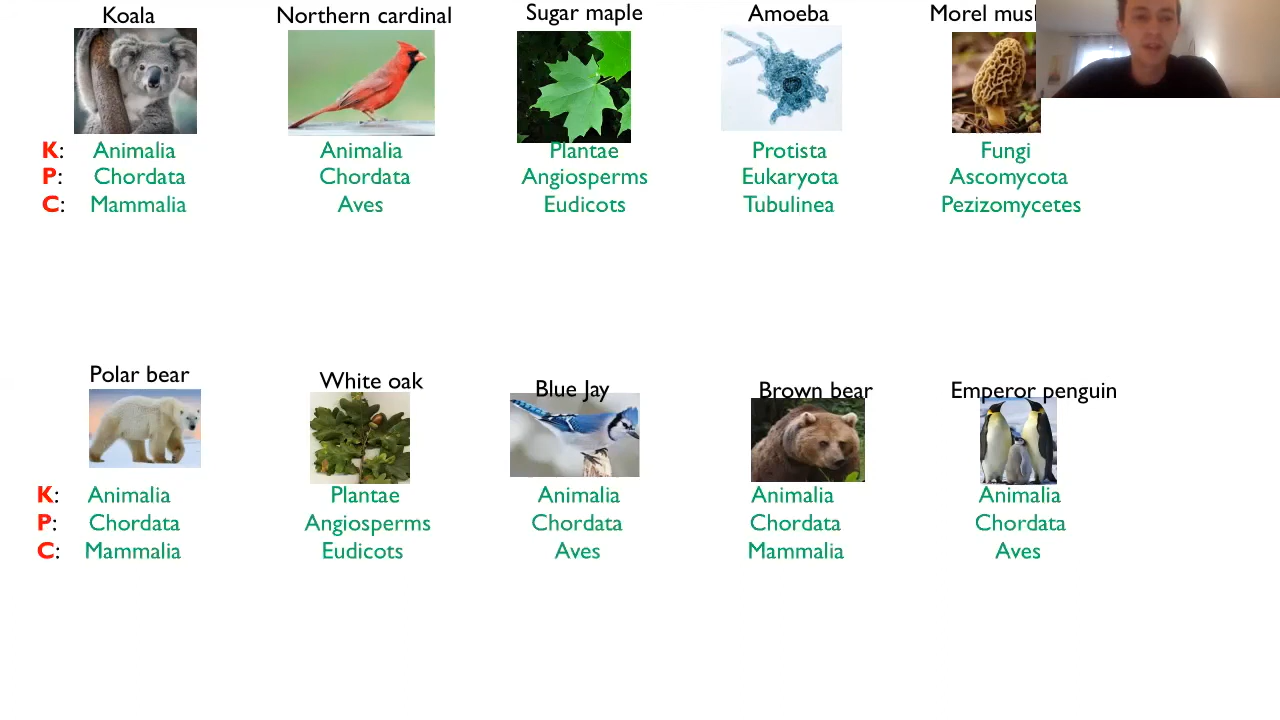 Koala Northern cardinal Sugar maple Amoeba Morel
K: Animalia Animalia Plantae Protista Fungi
P: Chordata Chordata Angiosperms Eukaryota Ascomycota
C: Mammalia Aves Eudicots Tubulinea Pezizomycetes
Polar bear White oak Blue Jay Brown bear Emperor penguin
K: Animalia Plantae Animalia Animalia Animalia
P: Chordata Angiosperms Chordata Chordata Chordata
C: Mammalia Eudicots Aves Mammalia Aves